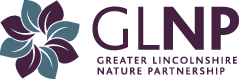 GLNP
GREATER LINCOLNSHIRE
NATURE PARTNERSHIP